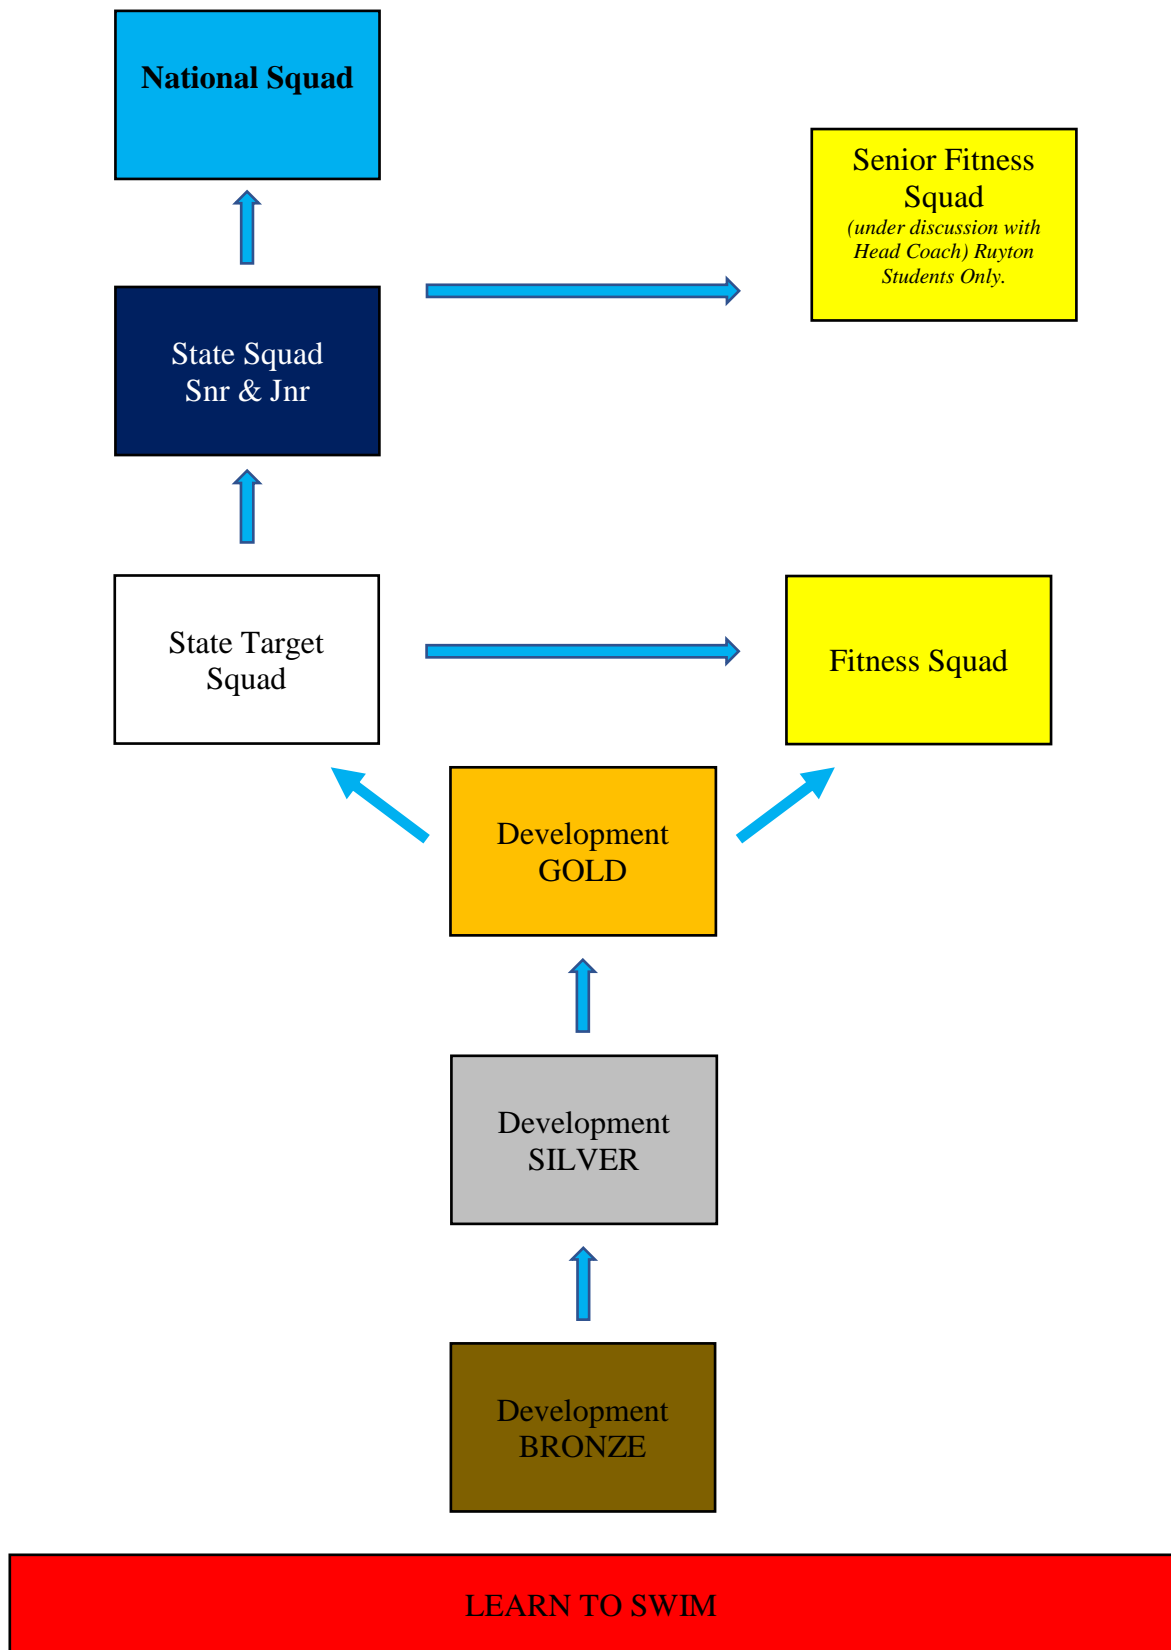 National Squad
Senior Fitness
Squad
(under discussion with
Head Coach) Ruyton
Students Only.
State Squad
Snr & Jnr
State Target
Squad
Fitness Squad
Development
GOLD
Development
SILVER
Development
BRONZE
LEARN TO SWIM